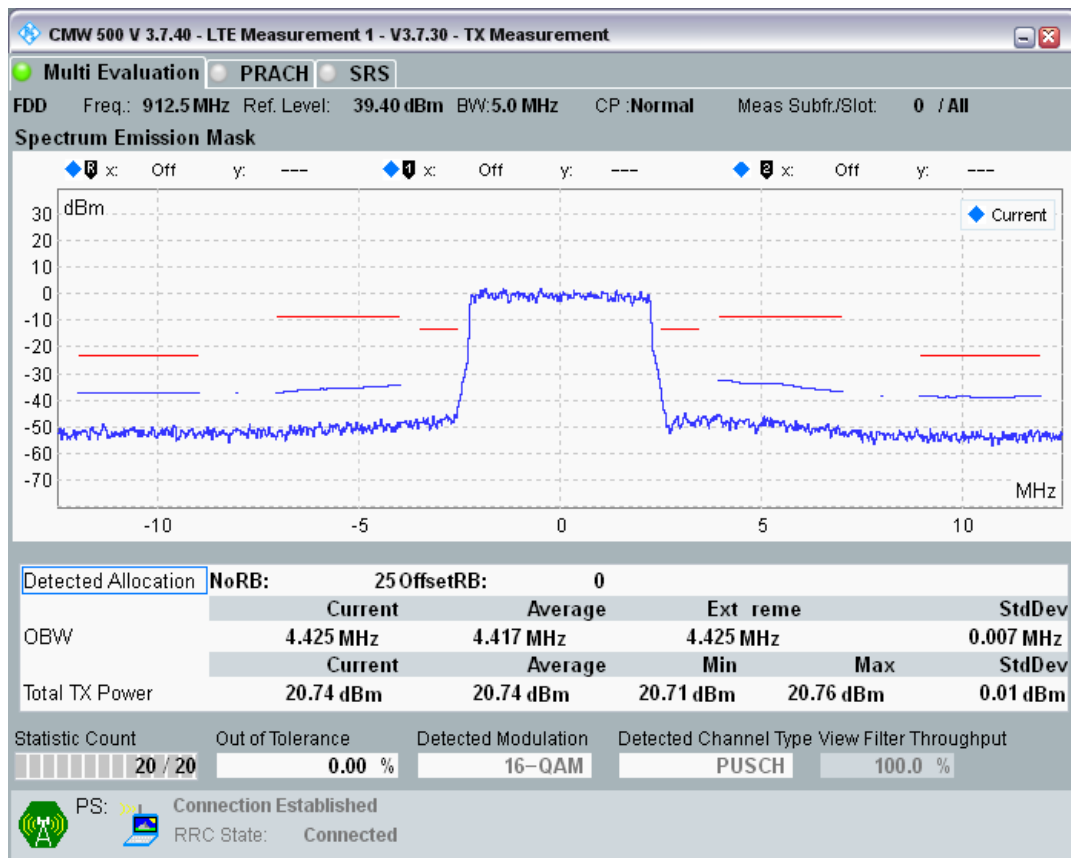 CMW 500 V 3.7.40 - LTE Measurement 1 - V3.7.30 - TX Measurement
Multi Evaluation PRACH SRS
FDD Freq.: 912.5 MHz Ref. Level: 39.40 dBm BW:5.0 MHz CP :Normal Meas Subfr./Slot: 0 / All
Spectrum Emission Mask
R x: Off y: --- 1 x: Off y: --- 2 x: Off y: ---
dBm
Current
30
20
10
0
-10
-20
-30
-40
-50
-60
-70
MHz
-10 -5 0 5 10
Detected Allocation NoRB: 25 OffsetRB: 0
Current Average Ext reme StdDev
OBW 4.425 MHz 4.417 MHz 4.425 MHz 0.007 MHz
Current Average Min Max StdDev
Total TX Power 20.74 dBm 20.74 dBm 20.71 dBm 20.76 dBm 0.01 dBm
Statistic Count Out of Tolerance Detected Modulation Detected Channel Type View Filter Throughput
20 / 20 0.00 % 16-QAM PUSCH 100.0 %
PS: Connection Established
RRC State: Connected